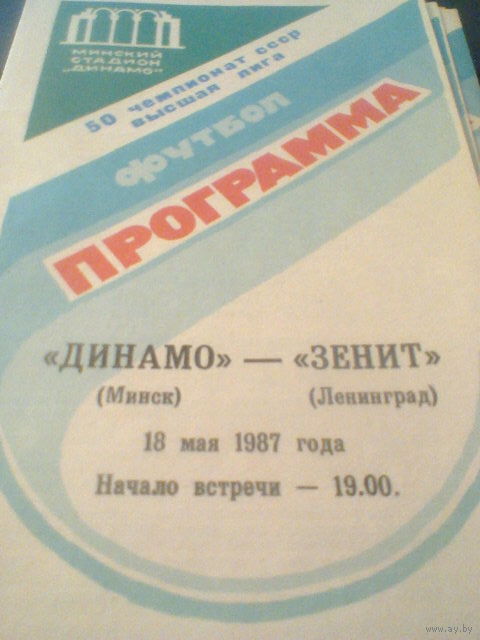 МИНСКИЙ
СТАДИОН
„ДИНАМО"
50 чемпионат СССР
высшая лига
футбол
ПРОГРАММА
«ДИНАМО» — «ЗЕНИТ»
(Минск) (Ленинград)
18 мая 1987 года
Начало встречи — 19.00.
www.ay.by